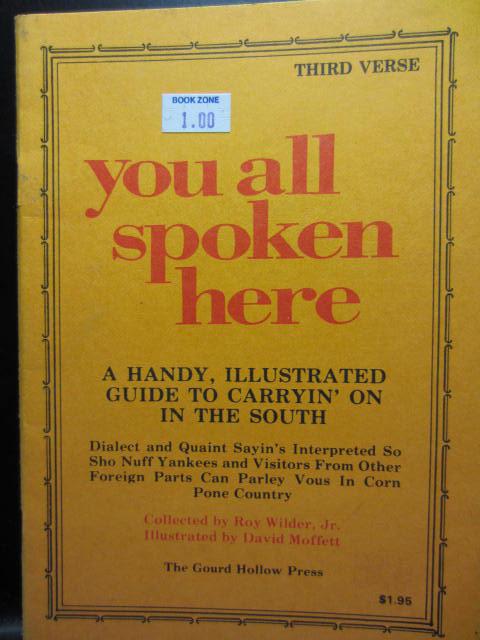 THIRD VERSE
BOOK ZONE
1.00
you all
spoken
here
A HANDY, ILLUSTRATED
GUIDE TO CARRYIN' ON
IN THE SOUTH
Dialect and Quaint Sayin's Interpreted So
Sho Nuff Yankees and Visitors From Other
Foreign Parts Can Parley Vous In Corn
Pone Country
Collected by Roy Wilder, Jr.
Illustrated by David Moffett
The Gourd Hollow Press
$1.95